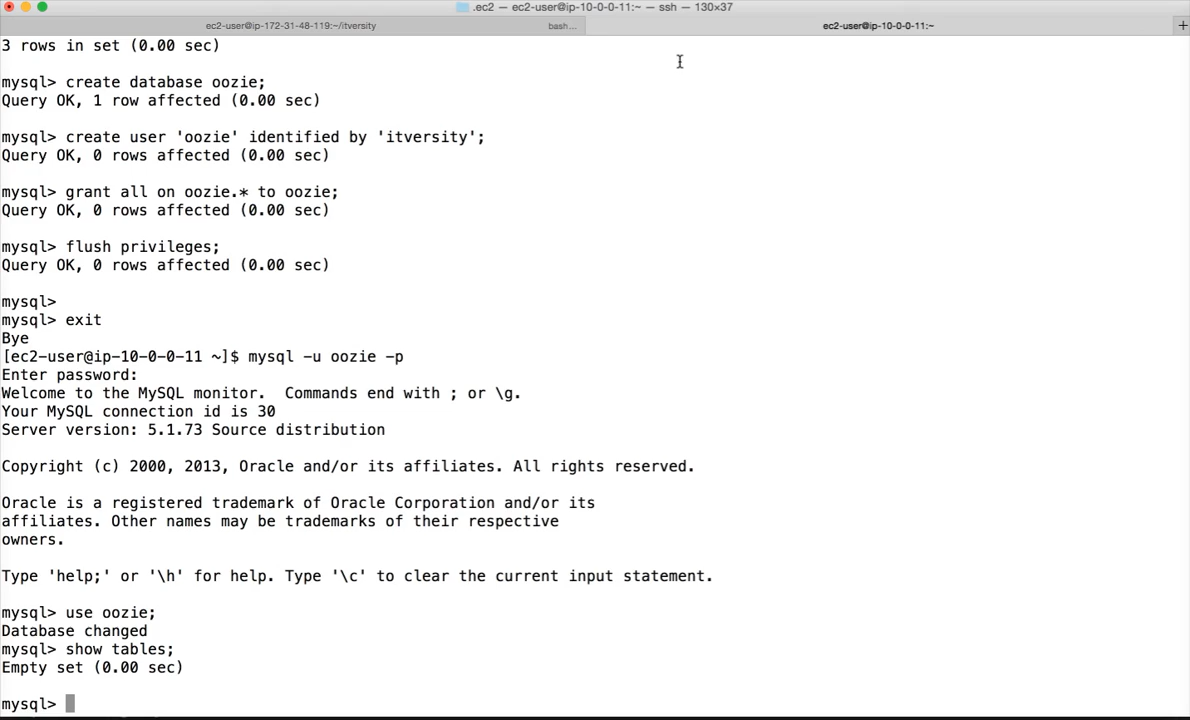 .ec2 — ec2-user@ip-10-0-0-11:~ — ssh — 130×37
ec2-user@ip-172-31-48-119:~/itversity
bash...
ec2-user@ip-10-0-0-11:~
+
3 rows in set (0.00 sec)
mysql> create database oozie;
Query OK, 1 row affected (0.00 sec)
mysql> create user 'oozie' identified by 'itversity';
Query OK, 0 rows affected (0.00 sec)
mysql> grant all on oozie.* to oozie;
Query OK, 0 rows affected (0.00 sec)
mysql> flush privileges;
Query OK, 0 rows affected (0.00 sec)
mysql>
mysql> exit
Bye
[ec2-user@ip-10-0-0-11 ~]$ mysql -u oozie -p
Enter password:
Welcome to the MySQL monitor.  Commands end with ; or \g.
Your MySQL connection id is 30
Server version: 5.1.73 Source distribution
Copyright (c) 2000, 2013, Oracle and/or its affiliates. All rights reserved.
Oracle is a registered trademark of Oracle Corporation and/or its
affiliates. Other names may be trademarks of their respective
owners.
Type 'help;' or '\h' for help. Type '\c' to clear the current input statement.
mysql> use oozie;
Database changed
mysql> show tables;
Empty set (0.00 sec)
mysql>